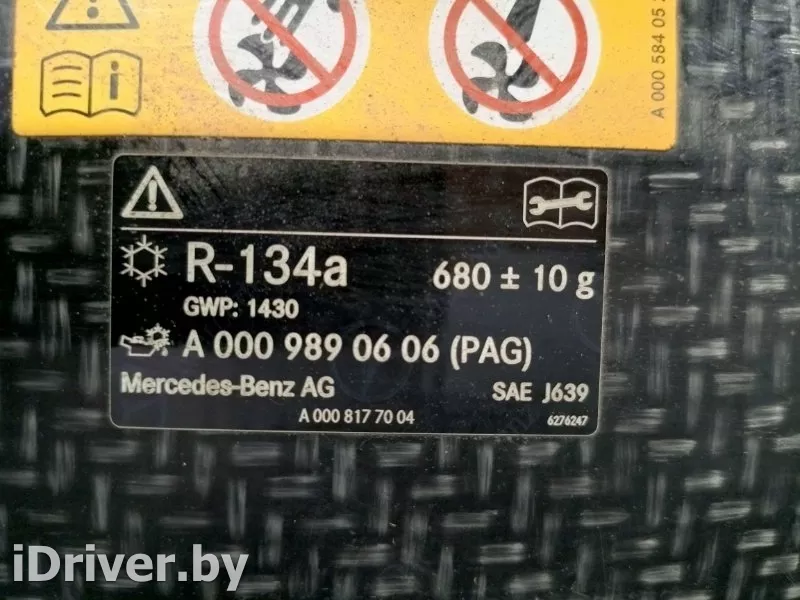 A 000 584 05
R-134a 680 ± 10 g
GWP: 1430
A 000 989 06 06 (PAG)
Mercedes-Benz AG SAE J639
A 000 817 70 04 6276247
iDriver.by